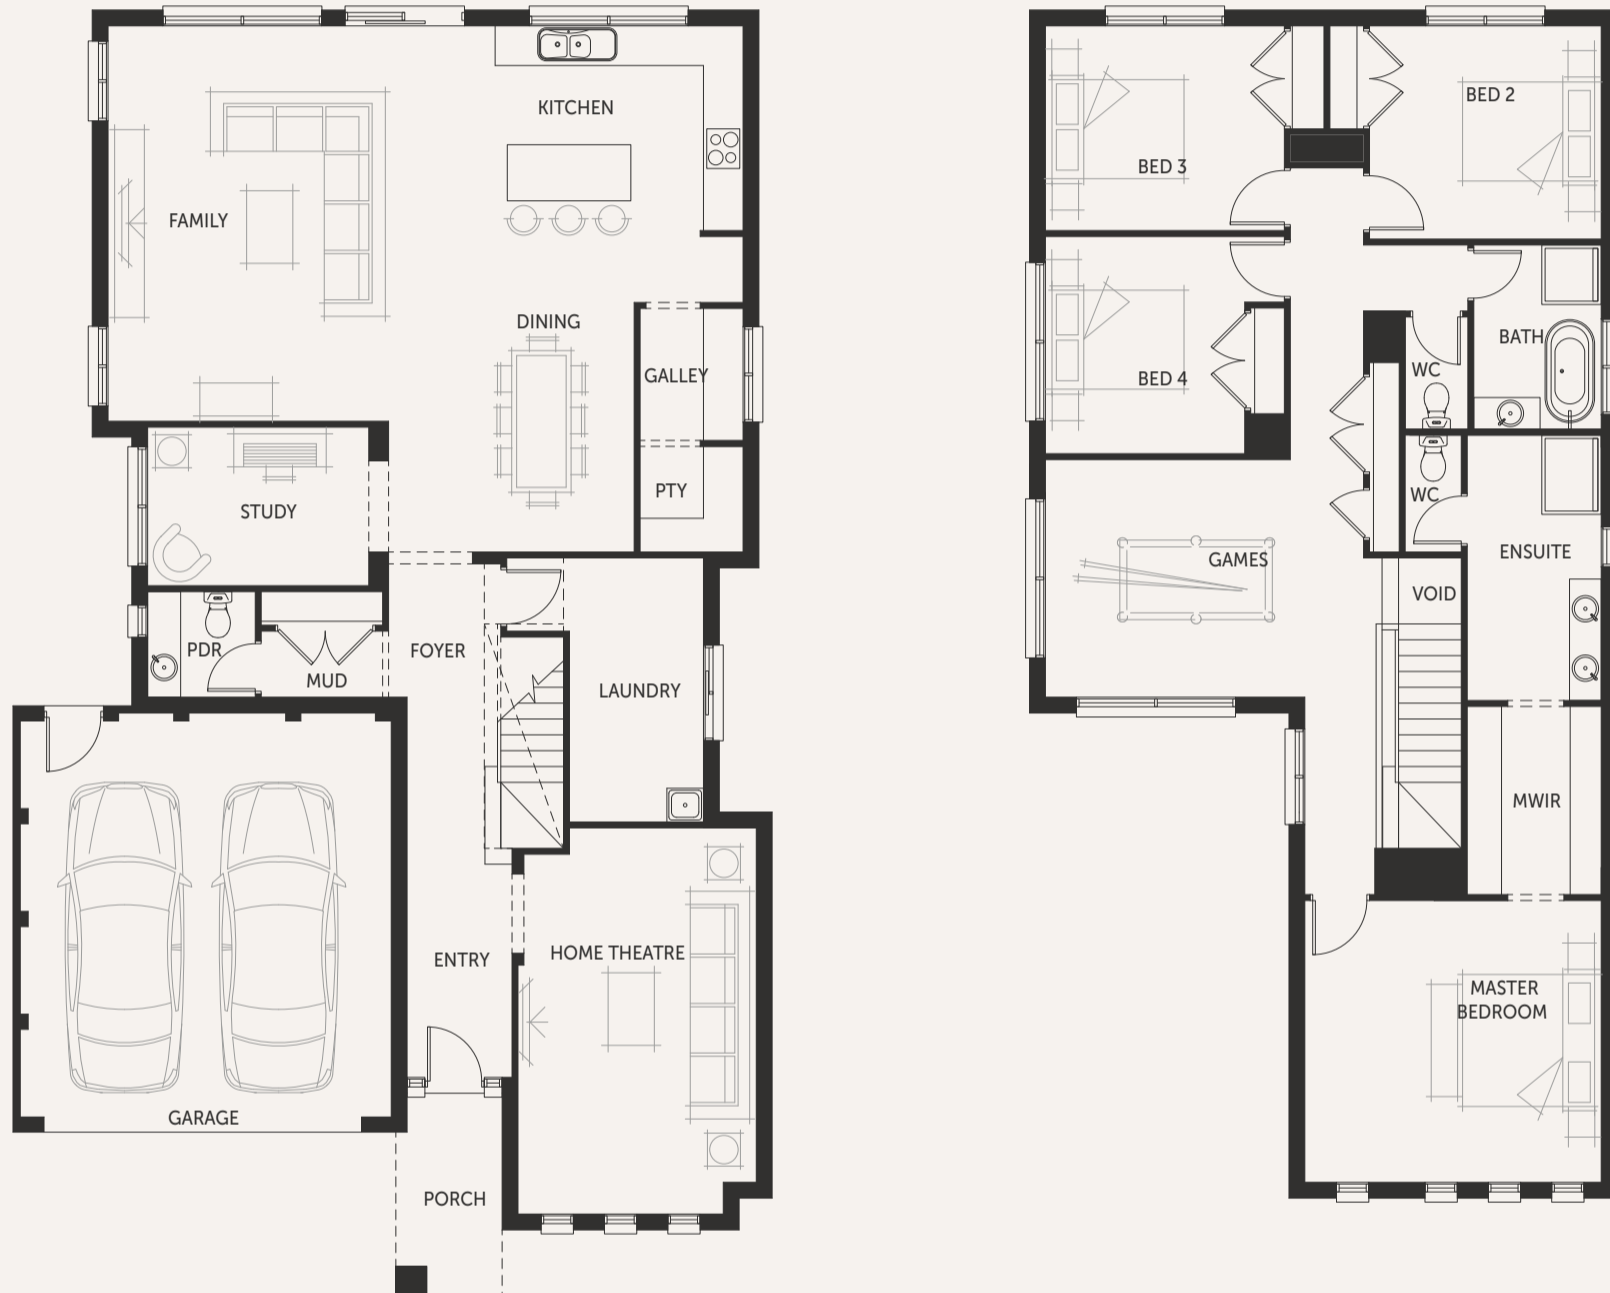 KITCHEN
FAMILY
DINING
GALLEY
PTY
STUDY
PDR
MUD
FOYER
LAUNDRY
ENTRY
HOME THEATRE
GARAGE
PORCH
BED 2
BED 3
BATH
WC
BED 4
WC
ENSUITE
GAMES
VOID
MWIR
MASTER
BEDROOM